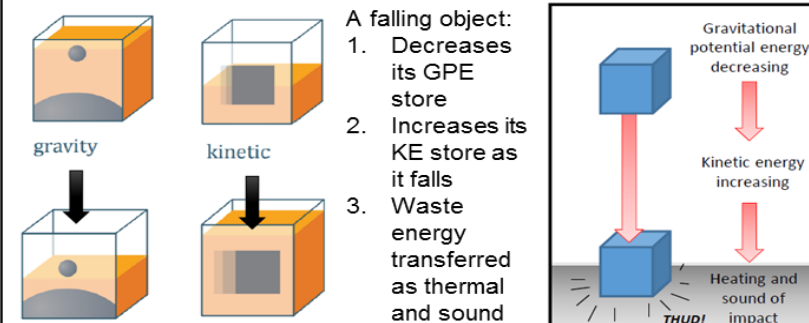 gravity
kinetic
A falling object:
1. Decreases
its GPE
store
2. Increases its
KE store as
it falls
3. Waste
energy
transferred
as thermal
and sound
Gravitational
potential energy
decreasing
Kinetic energy
increasing
Heating and
sound of
impact
THUD!